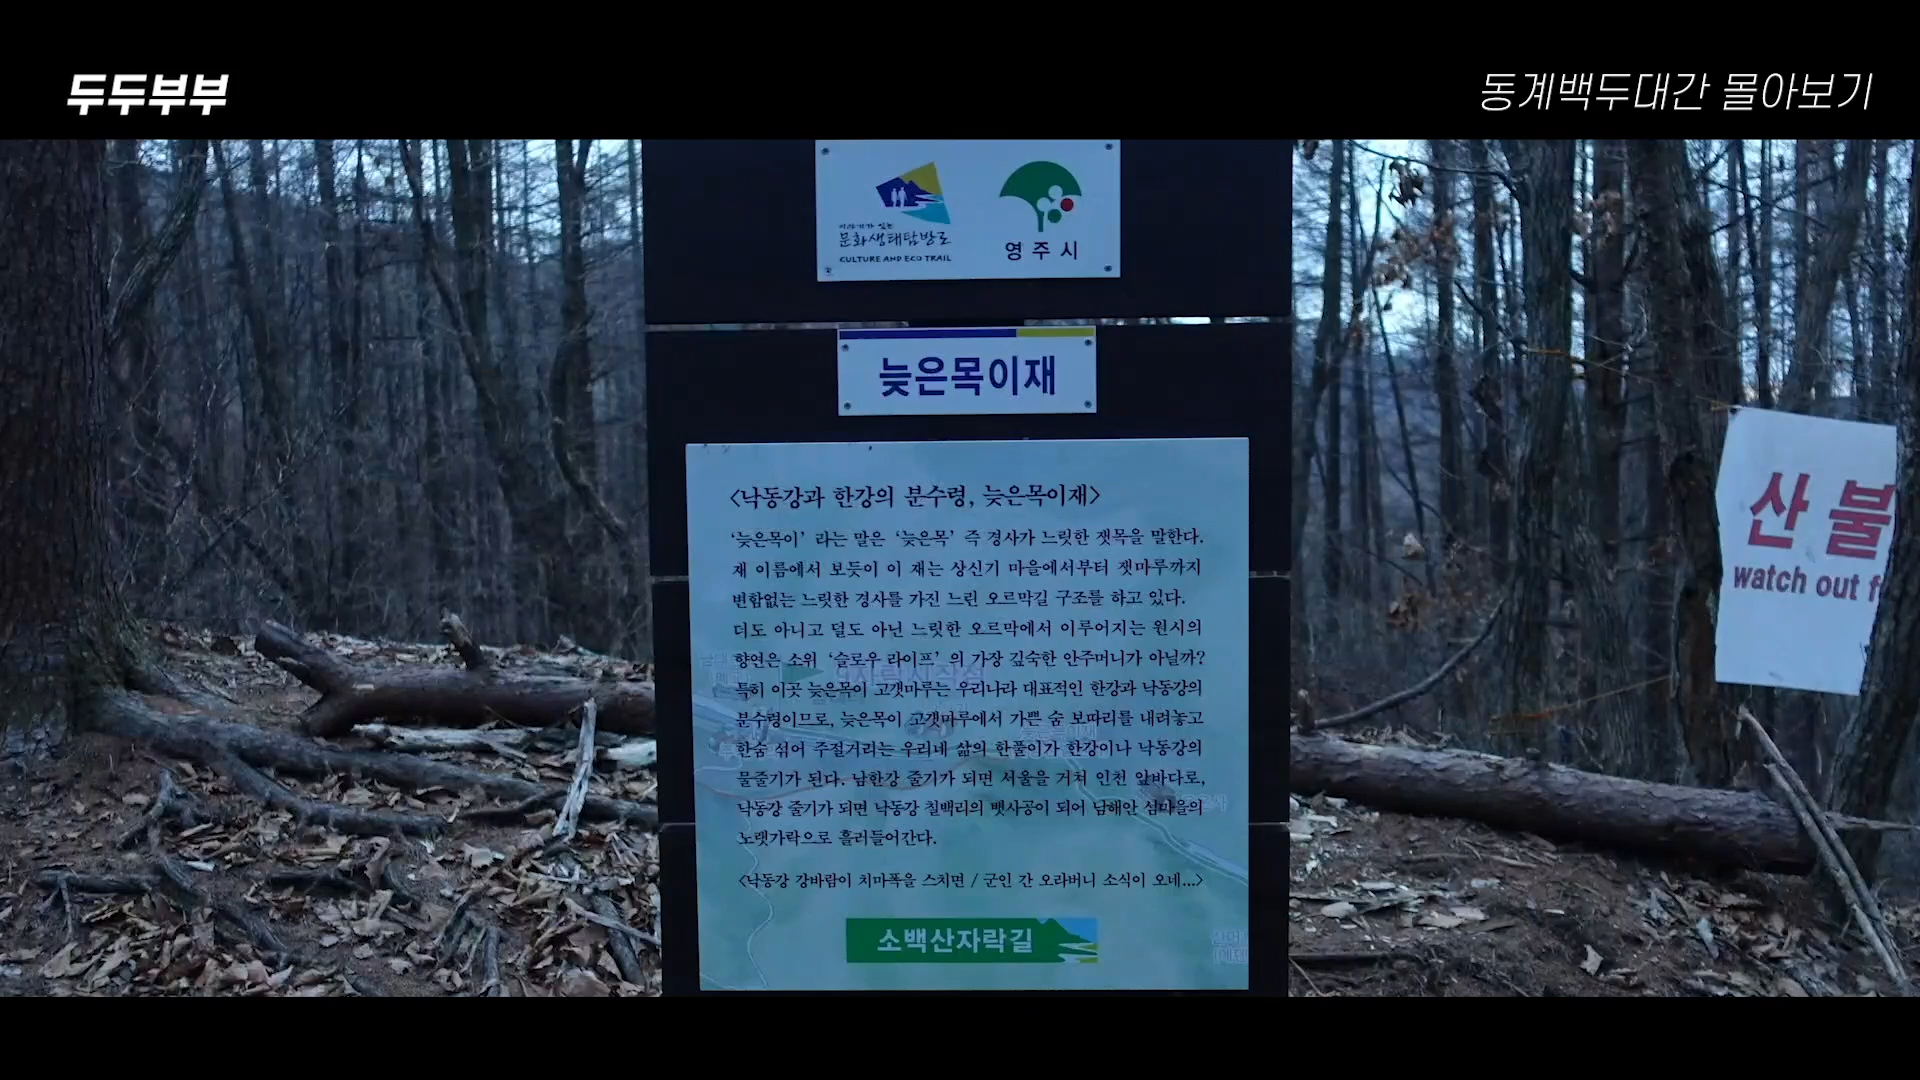 두두부부
동계백두대간 몰아보기
이야기가 있는
문화생태탐방로
CULTURE AND ECO TRAIL
영주시
늦은목이재
<낙동강과 한강의 분수령, 늦은목이재>
‘늦은목이’ 라는 말은 ‘늦은목’ 즉 경사가 느릿한 잿목을 말한다.
재 이름에서 보듯이 이 재는 상신기 마을에서부터 잿마루까지
변함없는 느릿한 경사를 가진 느린 오르막길 구조를 하고 있다.
더도 아니고 덜도 아닌 느릿한 오르막에서 이루어지는 원시의
향연은 소위 ‘슬로우 라이프’ 의 가장 깊숙한 안주머니가 아닐까?
특히 이곳 늦은목이 고갯마루는 우리나라 대표적인 한강과 낙동강의
분수령이므로, 늦은목이 고갯마루에서 가쁜 숨 보따리를 내려놓고
한숨 섞어 주절거리는 우리네 삶의 한풀이가 한강이나 낙동강의
물줄기가 된다. 남한강 줄기가 되면 서울을 거쳐 인천 앞바다로,
낙동강 줄기가 되면 낙동강 칠백리의 뱃사공이 되어 남해안 섬마을의
노랫가락으로 흘러들어간다.
<낙동강 강바람이 치마폭을 스치면 / 군인 간 오라버니 소식이 오네...>
소백산자락길
산불
watch out f